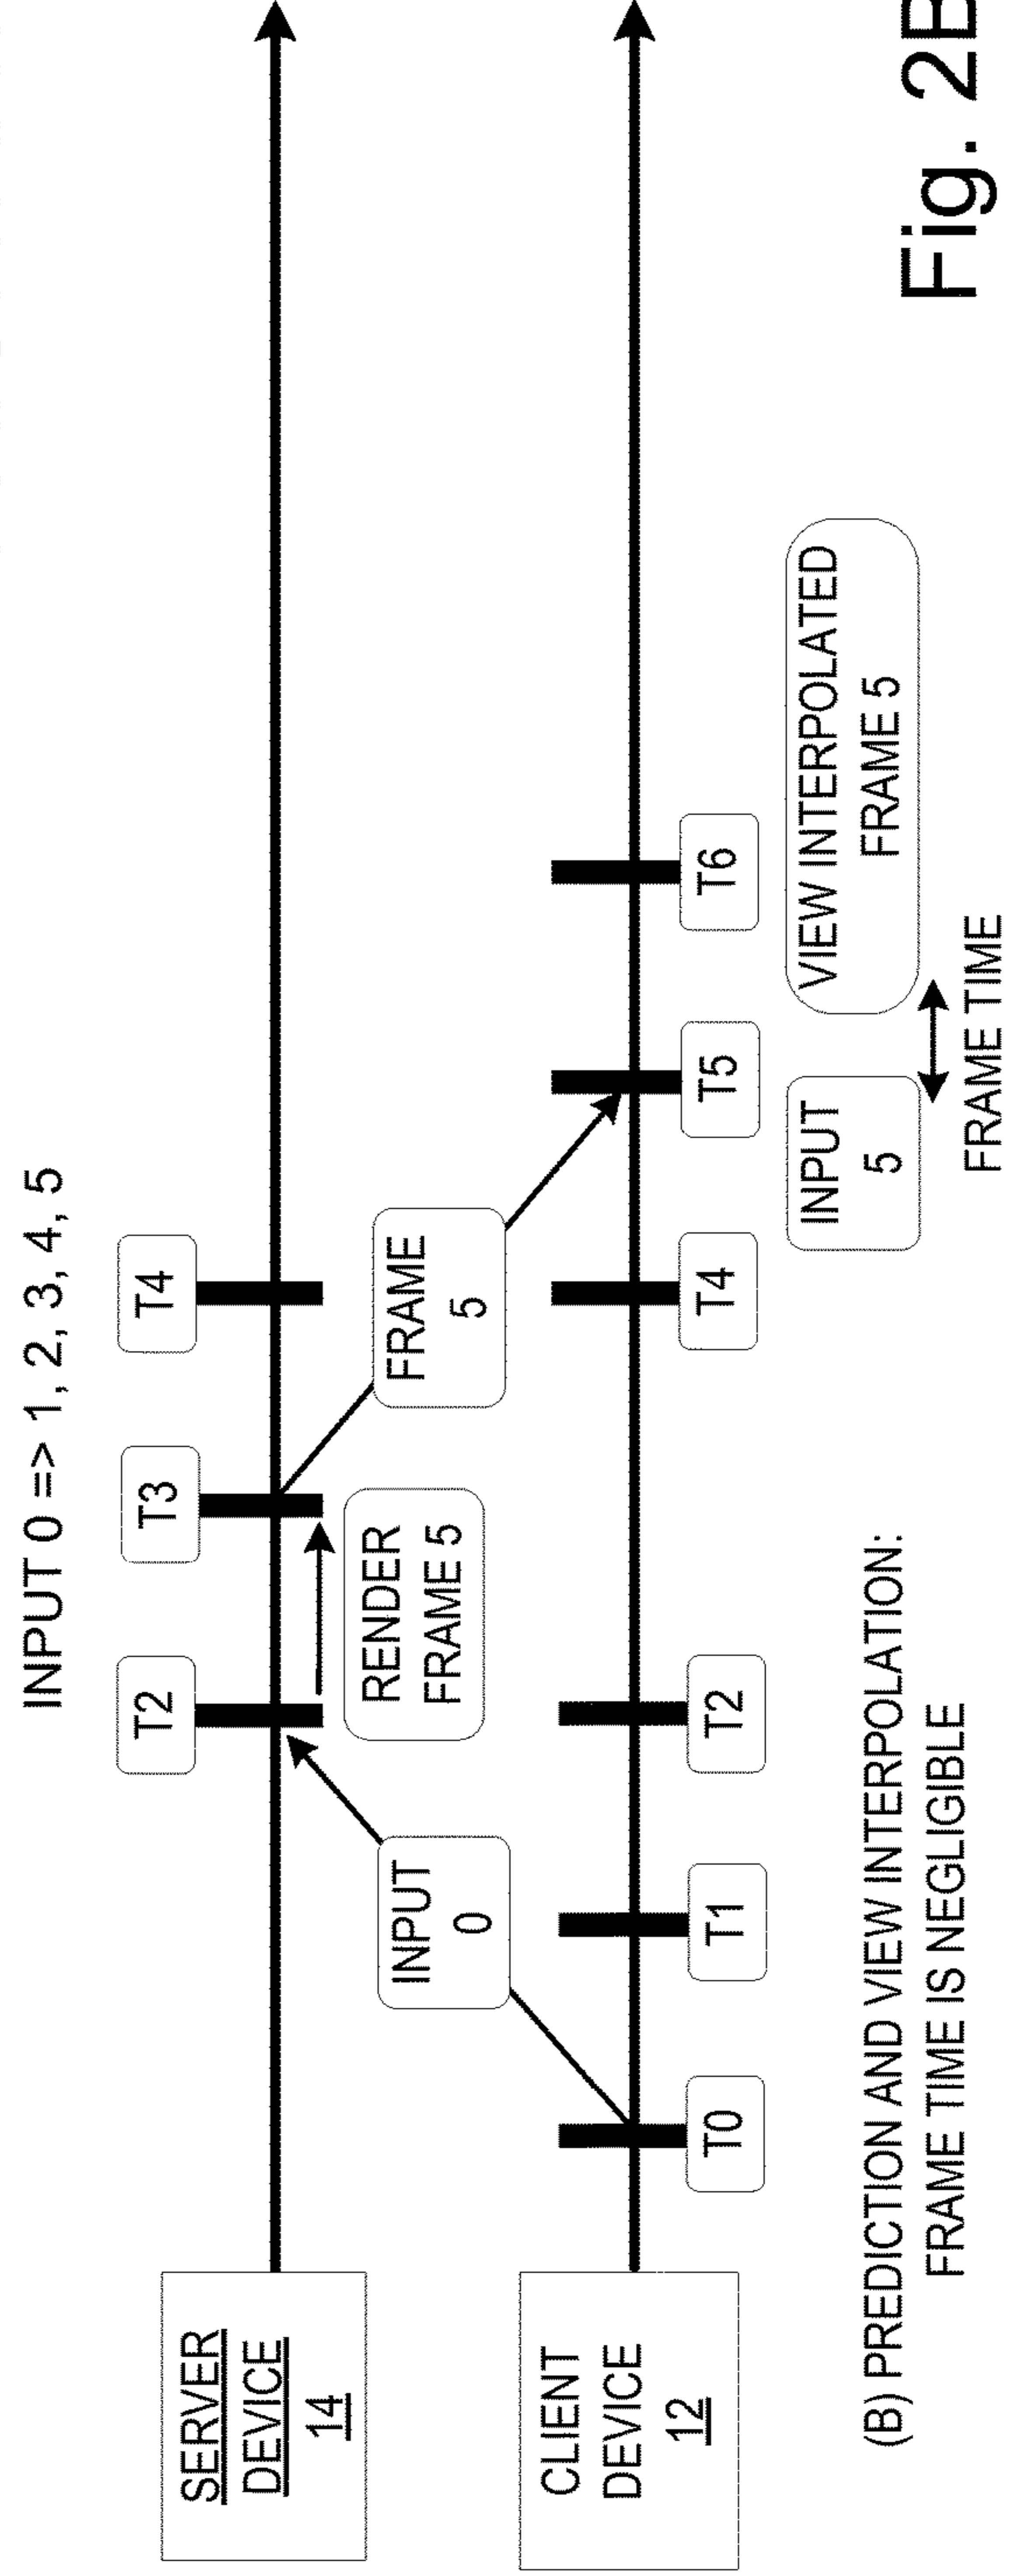 INPUT 0 => 1, 2, 3, 4, 5
T2
T3
T4
SERVER
DEVICE
14
RENDER
FRAME 5
INPUT
0
FRAME
5
CLIENT
DEVICE
12
T0
T1
T2
T4
T5
T6
INPUT
5
VIEW INTERPOLATED
FRAME 5
FRAME TIME
(B) PREDICTION AND VIEW INTERPOLATION:
FRAME TIME IS NEGLIGIBLE
Fig. 2B